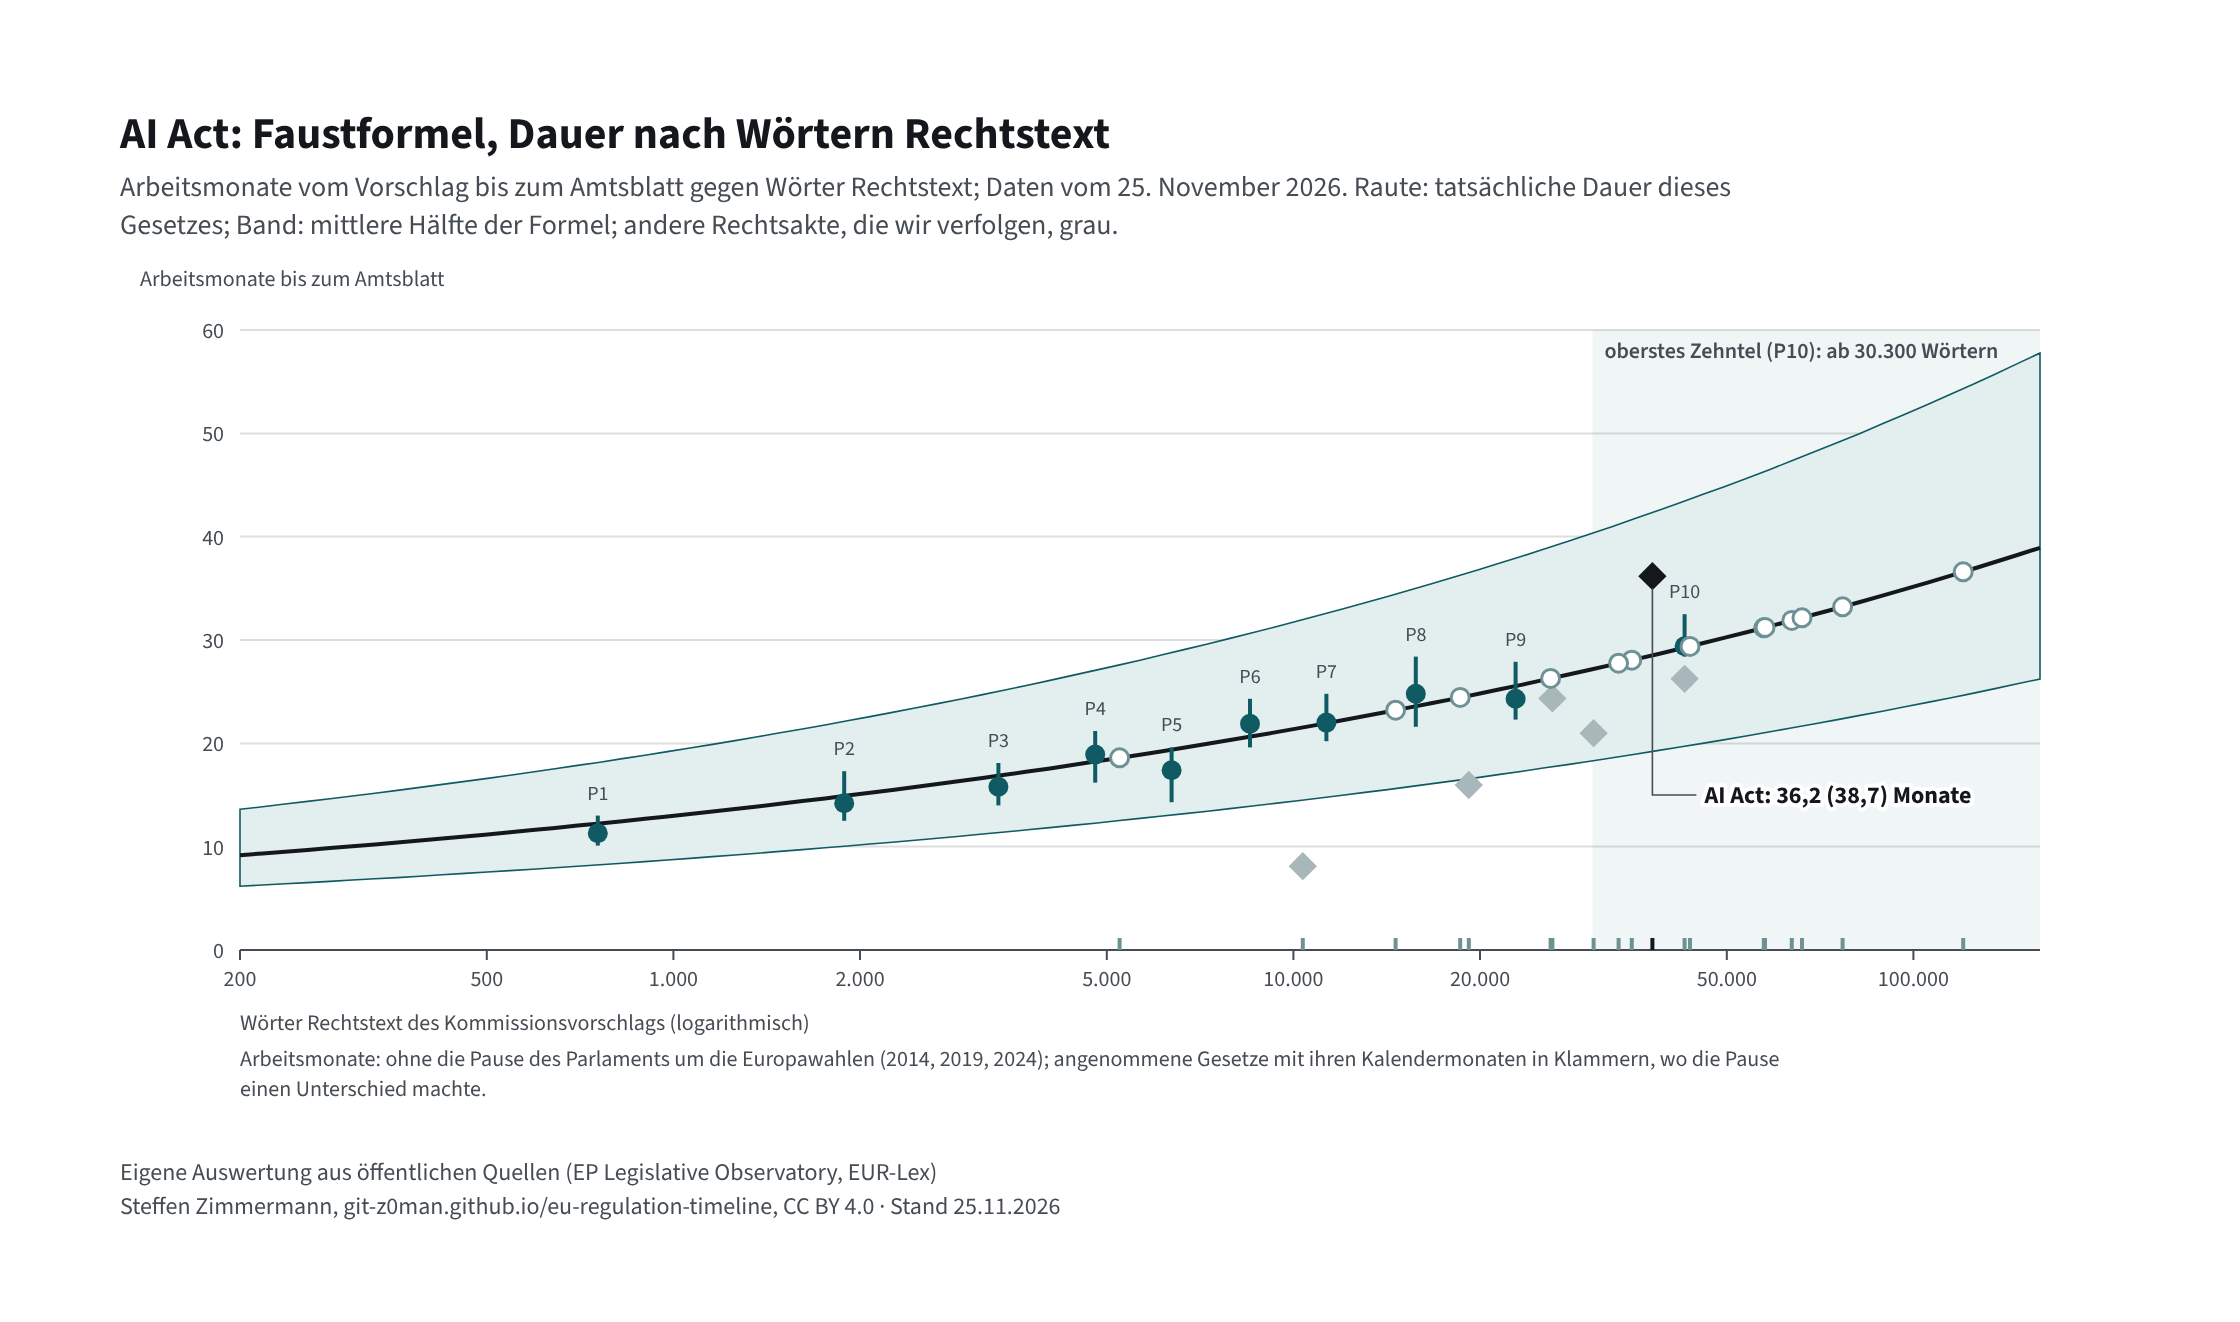 AI Act: Faustformel, Dauer nach Wörtern Rechtstext
Arbeitsmonate vom Vorschlag bis zum Amtsblatt gegen Wörter Rechtstext; Daten vom 25. November 2026. Raute: tatsächliche Dauer dieses
Gesetzes; Band: mittlere Hälfte der Formel; andere Rechtsakte, die wir verfolgen, grau.
Arbeitsmonate bis zum Amtsblatt
60
oberstes Zehntel (P10): ab 30.300 Wörtern
50
40
P10
30
P8
P9
P7
P6
P4
P5
P3
P2
20
P1
AI Act: 36,2 (38,7) Monate
10
0
200 500 1.000 2.000 5.000 10.000 20.000 50.000 100.000
Wörter Rechtstext des Kommissionsvorschlags (logarithmisch)
Arbeitsmonate: ohne die Pause des Parlaments um die Europawahlen (2014, 2019, 2024); angenommene Gesetze mit ihren Kalendermonaten in Klammern, wo die Pause
einen Unterschied machte.
Eigene Auswertung aus öffentlichen Quellen (EP Legislative Observatory, EUR-Lex)
Steffen Zimmermann, git-z0man.github.io/eu-regulation-timeline, CC BY 4.0 · Stand 25.11.2026